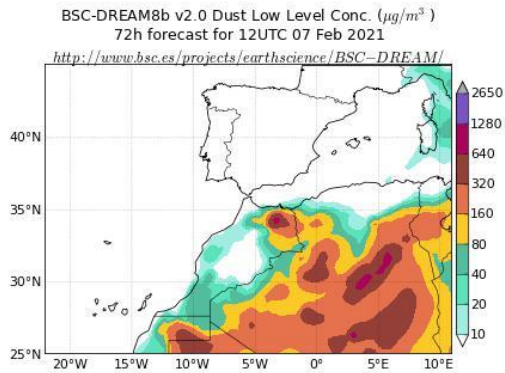 BSC-DREAM8b v2.0 Dust Low Level Conc. (μg/m³ )
72h forecast for 12UTC 07 Feb 2021
http://www.bsc.es/projects/earthscience/BSC−DREAM/
40°N
35°N
30°N
25°N
20°W
15°W
10°W
5°W
0°
5°E
10°E
2650
1280
640
320
160
80
40
20
10